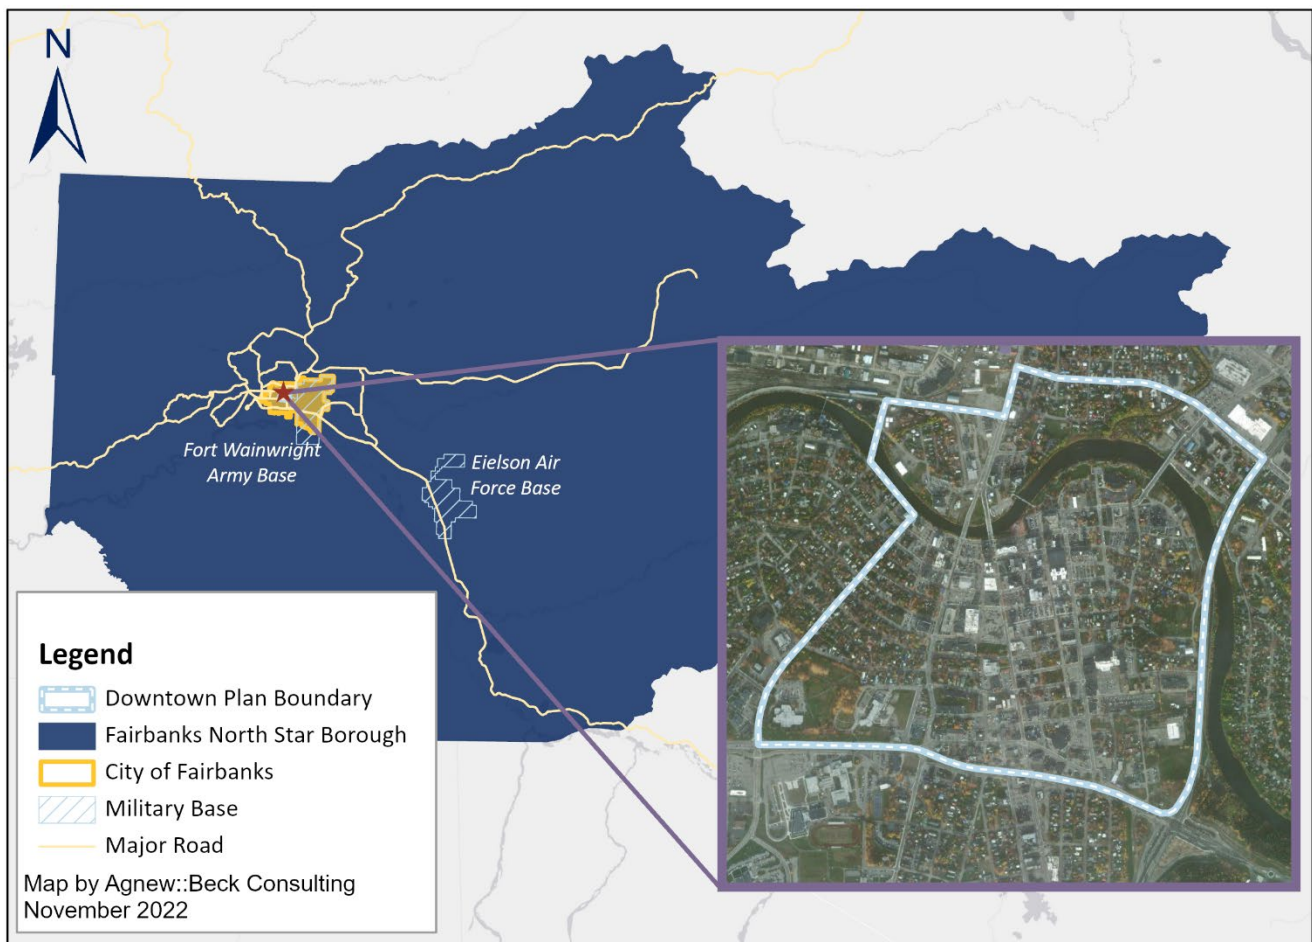 N
Fort Wainwright
Army Base
Eielson Air
Force Base
Legend
Downtown Plan Boundary
Fairbanks North Star Borough
City of Fairbanks
Military Base
Major Road
Map by Agnew::Beck Consulting
November 2022